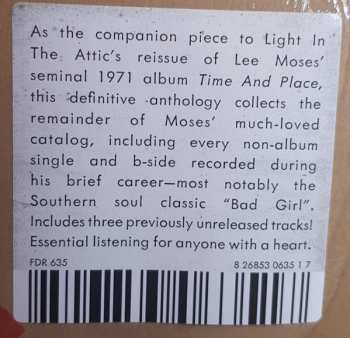 As the companion piece to Light In
The Attic's reissue of Lee Moses'
seminal 1971 album Time And Place,
this definitive anthology collects the
remainder of Moses' much-loved
catalog, including every non-album
single and b-side recorded during
his brief career—most notably the
Southern soul classic "Bad Girl".
Includes three previously unreleased tracks!
Essential listening for anyone with a heart.
FDR 635 8 26853 0635 1 7